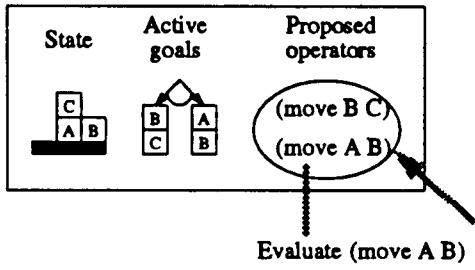 State
Active
goals
Proposed
operators
C
A B
B
C
A
B
(move B C)
(move A B)
Evaluate (move A B)